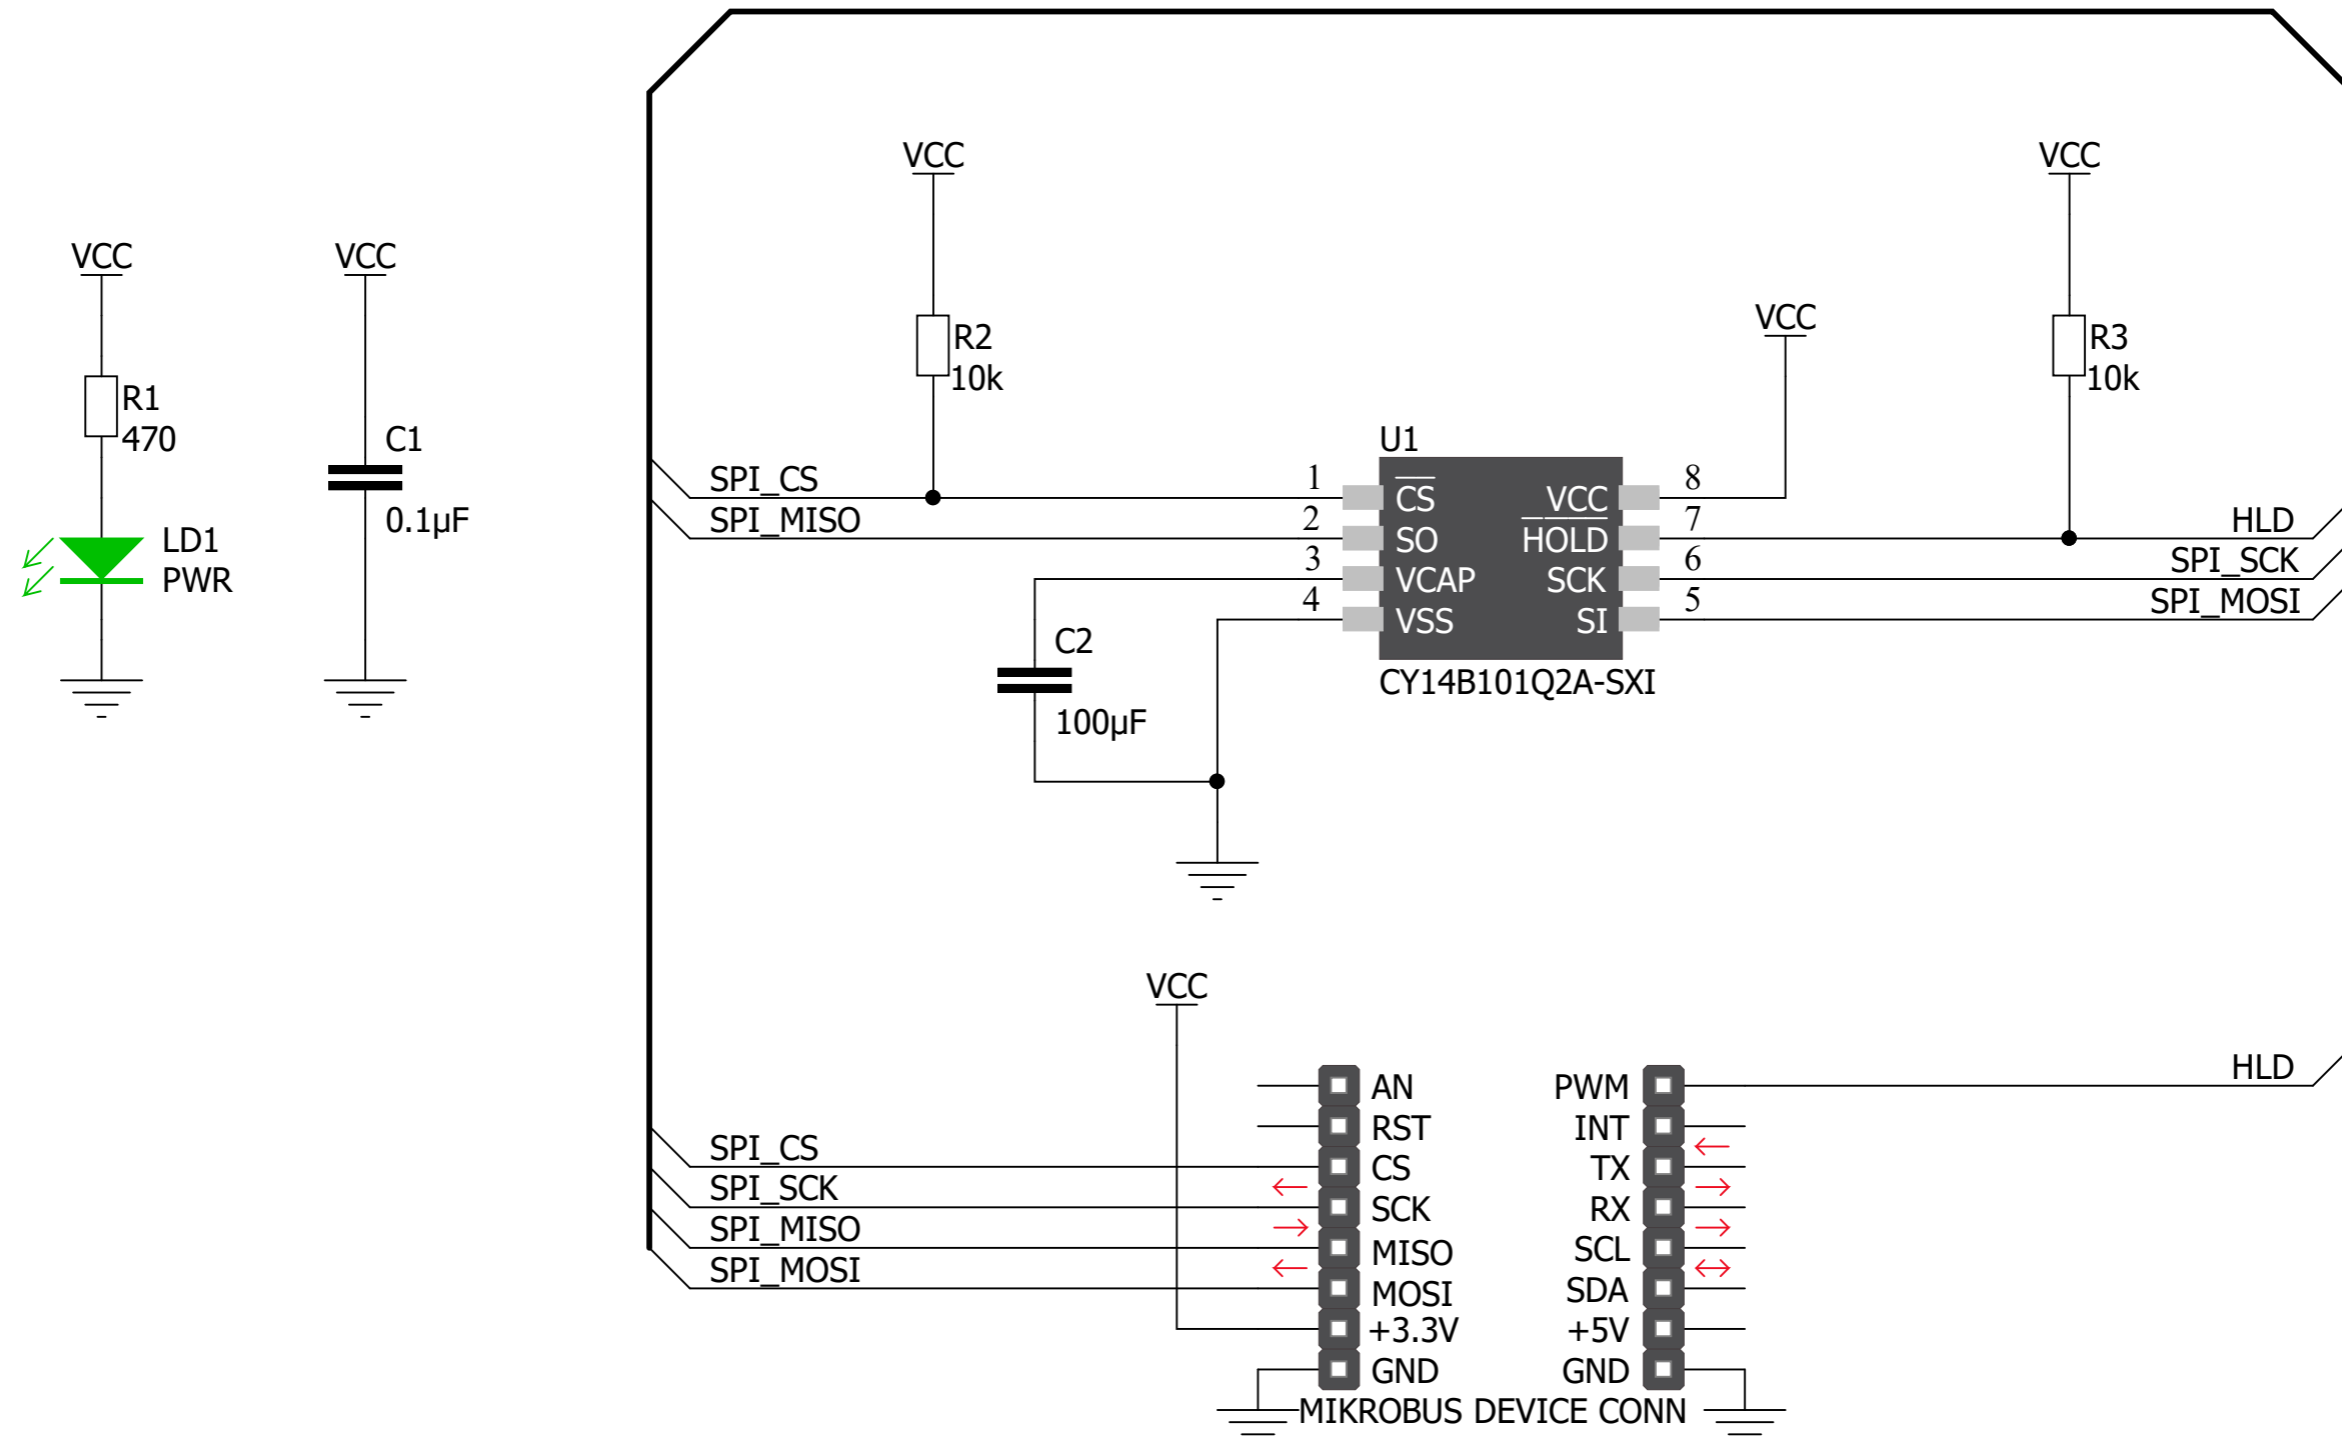 VCC
R1
470
LD1
PWR
VCC
C1
0.1µF
VCC
R2
10k
VCC
VCC
R3
10k
U1
SPI_CS
SPI_MISO
1 CS VCC 8
2 SO HOLD 7
3 VCAP SCK 6
4 VSS SI 5
CY14B101Q2A-SXI
HLD
SPI_SCK
SPI_MOSI
C2
100µF
VCC
HLD
SPI_CS
SPI_SCK
SPI_MISO
SPI_MOSI
AN PWM
RST INT
CS TX
SCK RX
MISO SCL
MOSI SDA
+3.3V +5V
GND GND
MIKROBUS DEVICE CONN